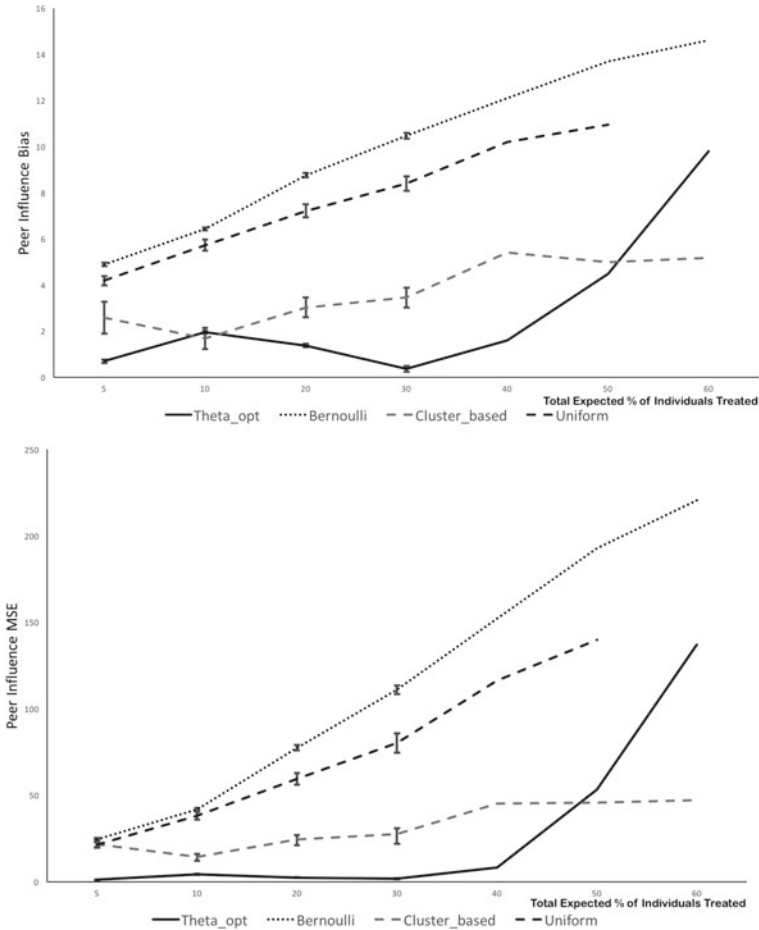 16
14
12
10
8
6
4
2
0
Peer Influence Bias
5 10 20 30 40 50 60
Total Expected % of Individuals Treated
Theta_opt Bernoulli Cluster_based Uniform
250
200
150
100
50
0
Peer Influence MSE
5 10 20 30 40 50 60
Total Expected % of Individuals Treated
Theta_opt Bernoulli Cluster_based Uniform